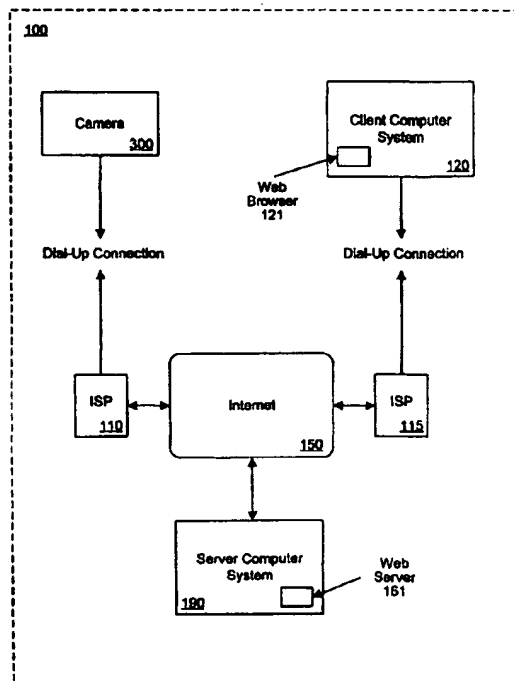 100
Camera
300
Client Computer
System
120
Web
Browser
121
Dial-Up Connection
Dial-Up Connection
ISP
110
Internet
150
ISP
115
Server Computer
System
190
Web
Server
161